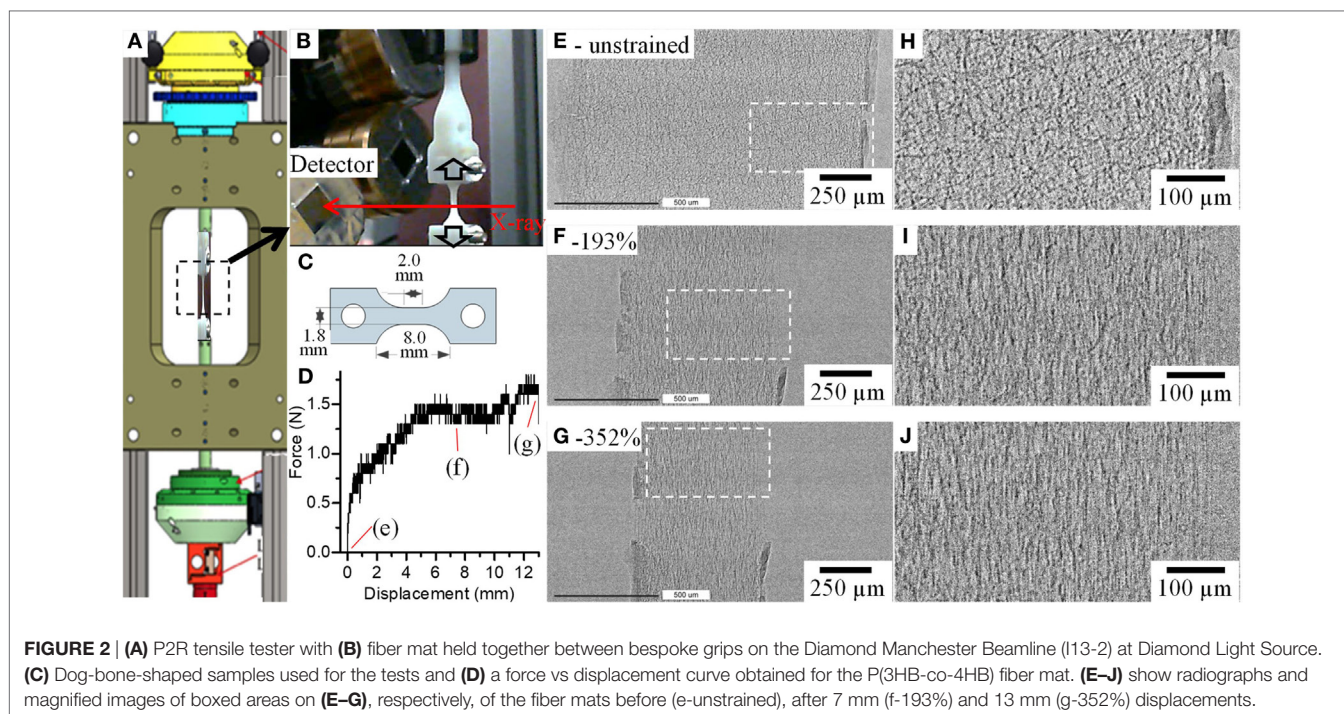 A
B
Detector
X-ray
C
2.0
mm
1.8
mm
8.0
mm
D
Force (N)
1.5
1.0
0.5
0.0
(e)
(f)
(g)
0 2 4 6 8 10 12
Displacement (mm)
E - unstrained
500 µm
250 µm
F -193%
500 µm
250 µm
G -352%
500 µm
250 µm
H
100 µm
I
100 µm
J
100 µm
FIGURE 2 | (A) P2R tensile tester with (B) fiber mat held together between bespoke grips on the Diamond Manchester Beamline (I13-2) at Diamond Light Source.
(C) Dog-bone-shaped samples used for the tests and (D) a force vs displacement curve obtained for the P(3HB-co-4HB) fiber mat. (E–J) show radiographs and
magnified images of boxed areas on (E–G), respectively, of the fiber mats before (e-unstrained), after 7 mm (f-193%) and 13 mm (g-352%) displacements.